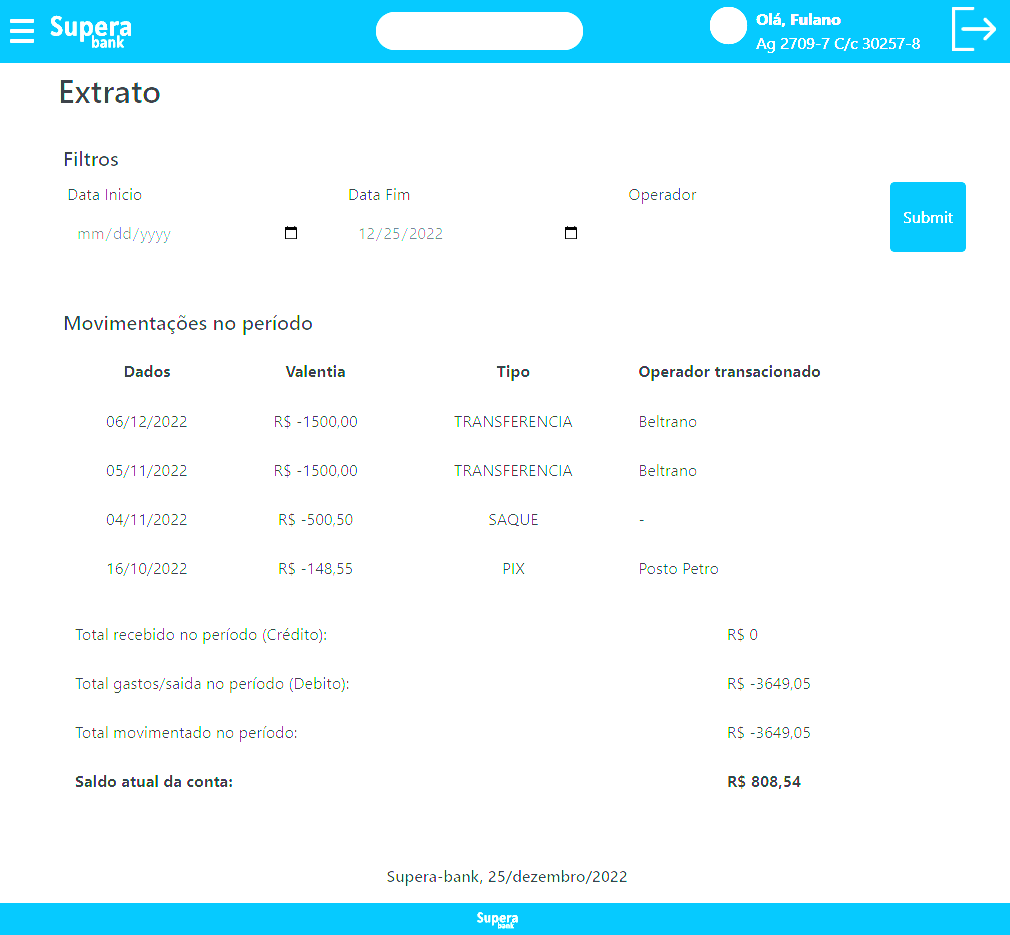 Supera
bank
Olá, Fulano
Ag 2709-7 C/c 30257-8
Extrato
Filtros
Data Inicio Data Fim Operador
mm/dd/yyyy 12/25/2022
Submit
Movimentações no período
Dados Valentia Tipo Operador transacionado
06/12/2022 R$ -1500,00 TRANSFERENCIA Beltrano
05/11/2022 R$ -1500,00 TRANSFERENCIA Beltrano
04/11/2022 R$ -500,50 SAQUE -
16/10/2022 R$ -148,55 PIX Posto Petro
Total recebido no período (Crédito): R$ 0
Total gastos/saida no período (Debito): R$ -3649,05
Total movimentado no período: R$ -3649,05
Saldo atual da conta: R$ 808,54
Supera-bank, 25/dezembro/2022
Supera
bank